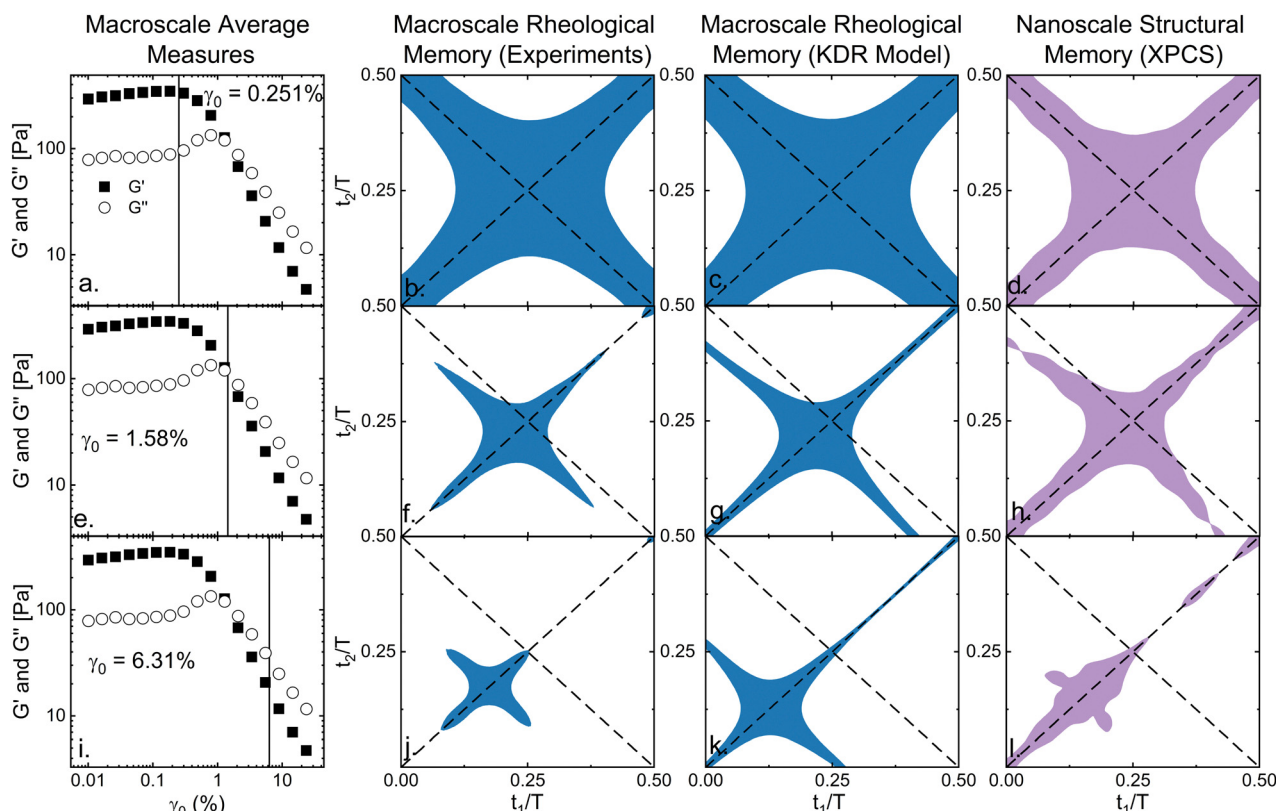 Macroscale Average
Measures
Macroscale Rheological
Memory (Experiments)
Macroscale Rheological
Memory (KDR Model)
Nanoscale Structural
Memory (XPCS)
G' and G'' [Pa]
100
10
γ₀ = 0.251%
G'
G''
a.
t₂/T
0.50
0.25
0.50
b.
0.50
0.25
0.50
c.
0.50
0.25
0.50
d.
G' and G'' [Pa]
100
10
γ₀ = 1.58%
e.
t₂/T
0.25
0.50
f.
0.25
0.50
g.
0.25
0.50
h.
G' and G'' [Pa]
100
10
γ₀ = 6.31%
i.
0.01
0.1
1
10
γ₀ (%)
t₂/T
0.25
j.
0.00
0.25
0.50
t₁/T
0.25
k.
0.00
0.25
0.50
t₁/T
0.25
l.
0.00
0.25
0.50
t₁/T